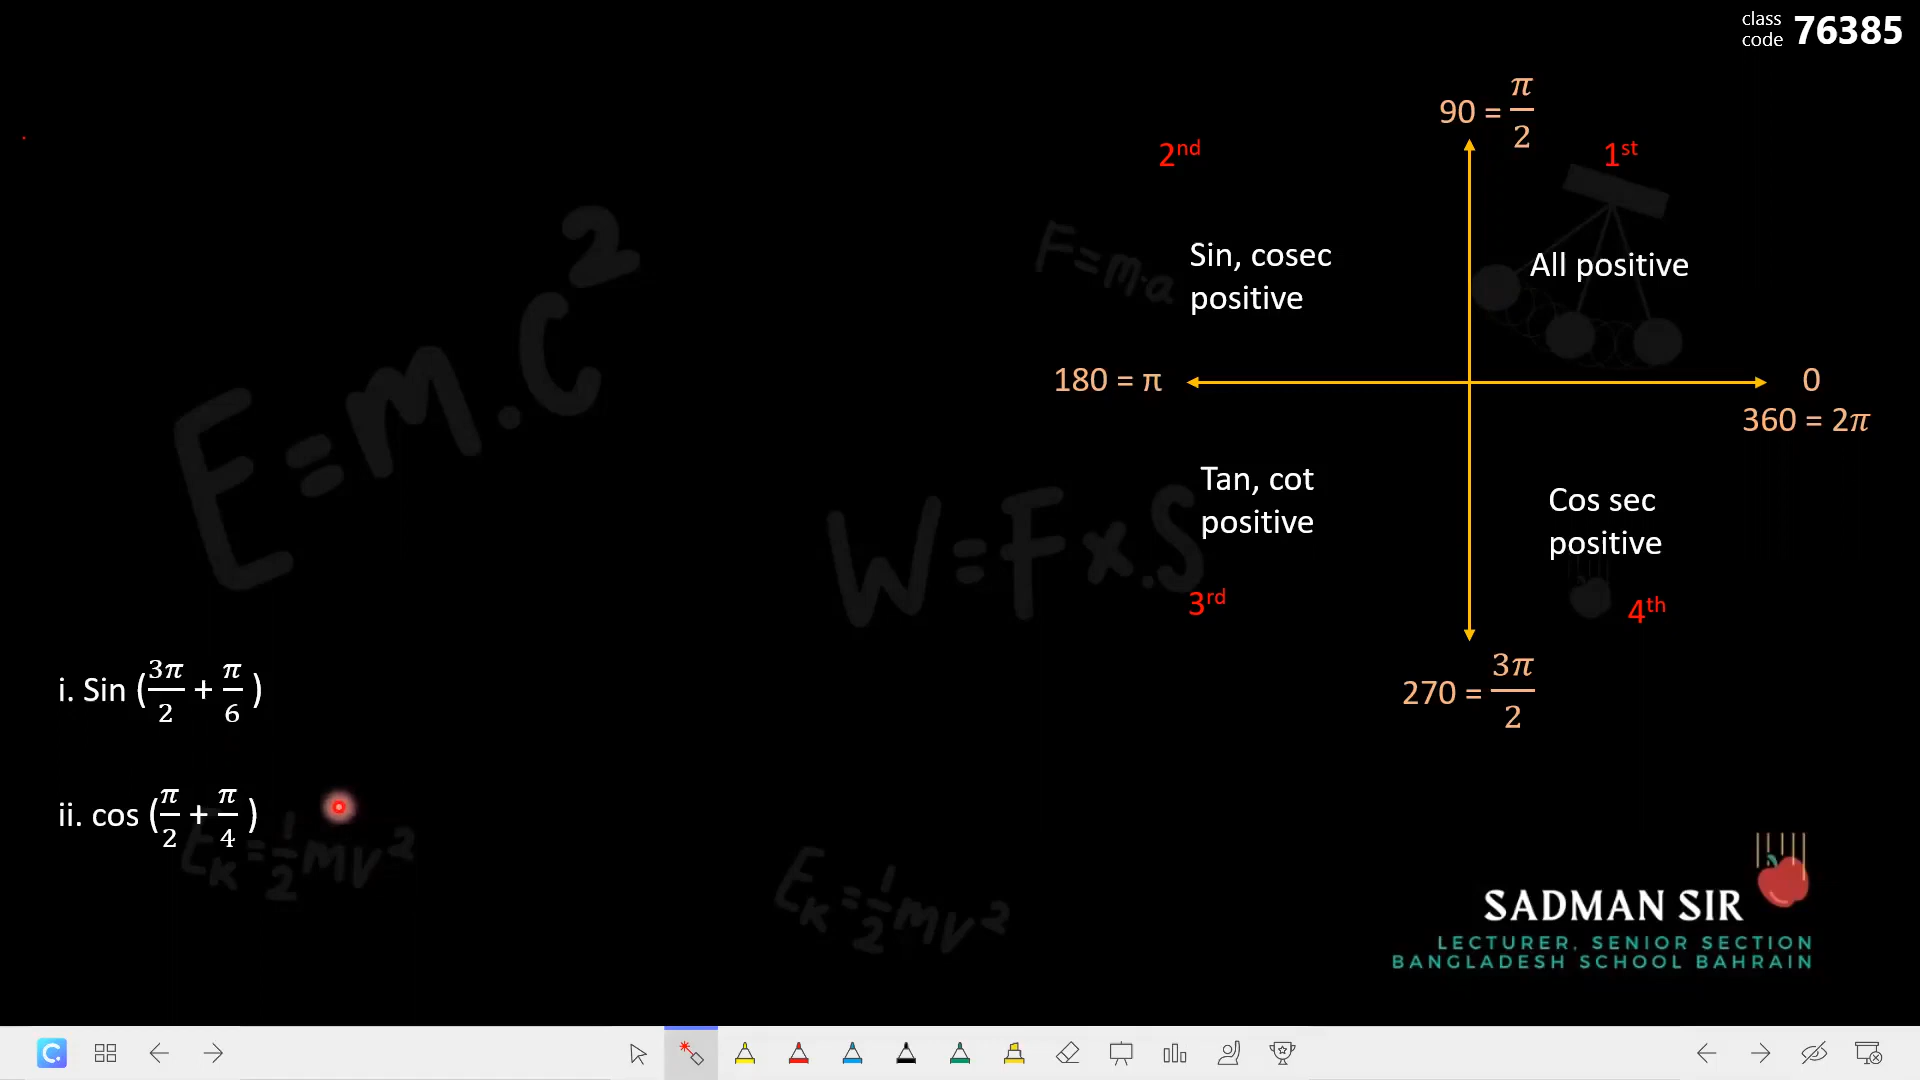 class code 76385
90 = π/2
2nd
1st
Sin, cosec
positive
All positive
F=m.a
E=m.c²
180 = π
0
360 = 2π
Tan, cot
positive
Cos sec
positive
W=F×.S
3rd
4th
270 = 3π/2
i. Sin (3π/2 + π/6 )
ii. cos (π/2 + π/4 )
EK=1/2mv²
EK=1/2mv²
SADMAN SIR
LECTURER, SENIOR SECTION
BANGLADESH SCHOOL BAHRAIN